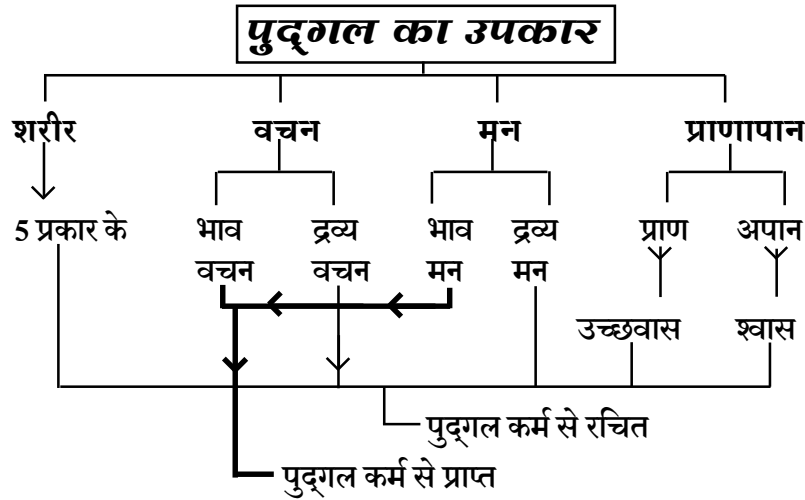 पुद्‌गल का उपकार
शरीर वचन मन प्राणापान
5 प्रकार के भाव द्रव्य भाव द्रव्य प्राण अपान
वचन वचन मन मन
उच्छवास श्वास
पुद्‌गल कर्म से रचित
पुद्‌गल कर्म से प्राप्त